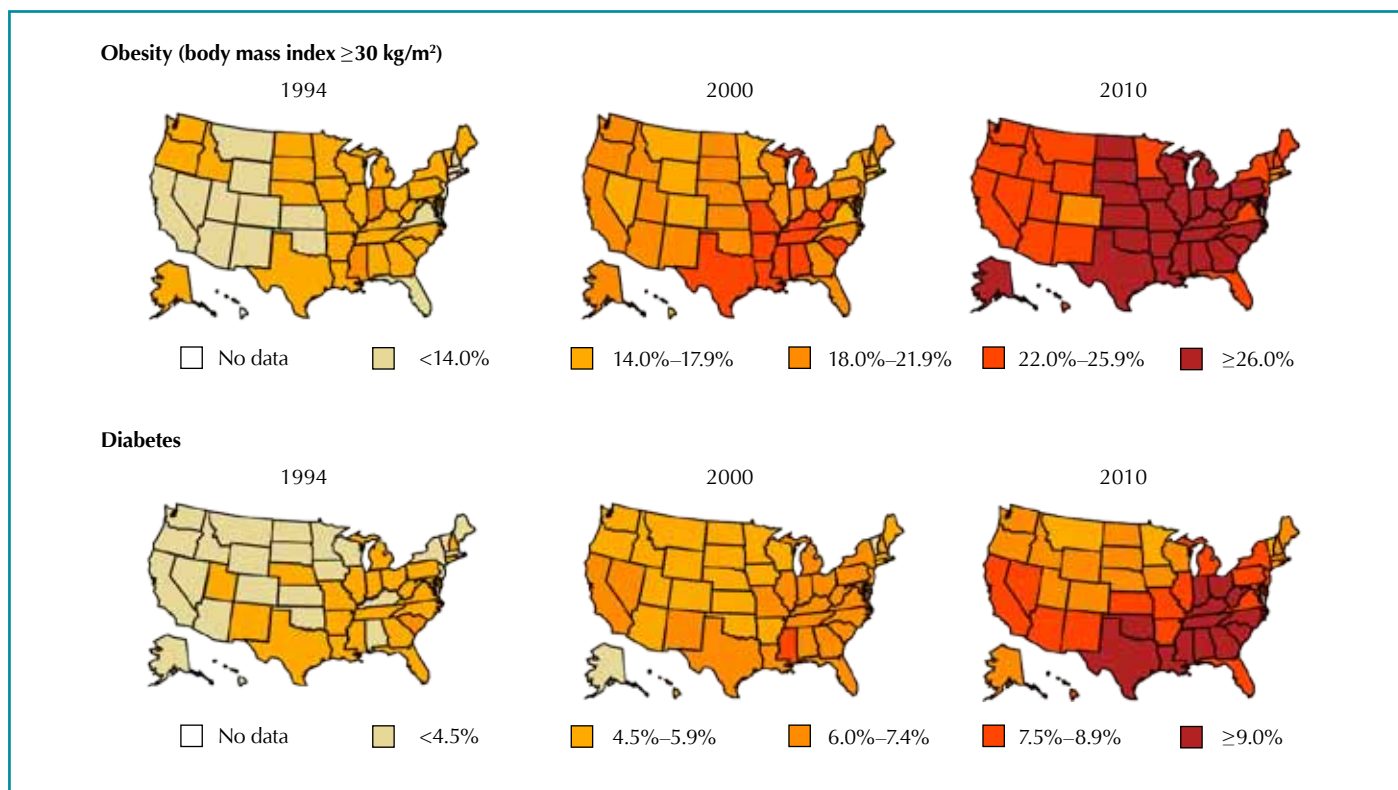 Obesity (body mass index ≥30 kg/m²)
1994 2000 2010
No data <14.0% 14.0%–17.9% 18.0%–21.9% 22.0%–25.9% ≥26.0%
Diabetes
1994 2000 2010
No data <4.5% 4.5%–5.9% 6.0%–7.4% 7.5%–8.9% ≥9.0%